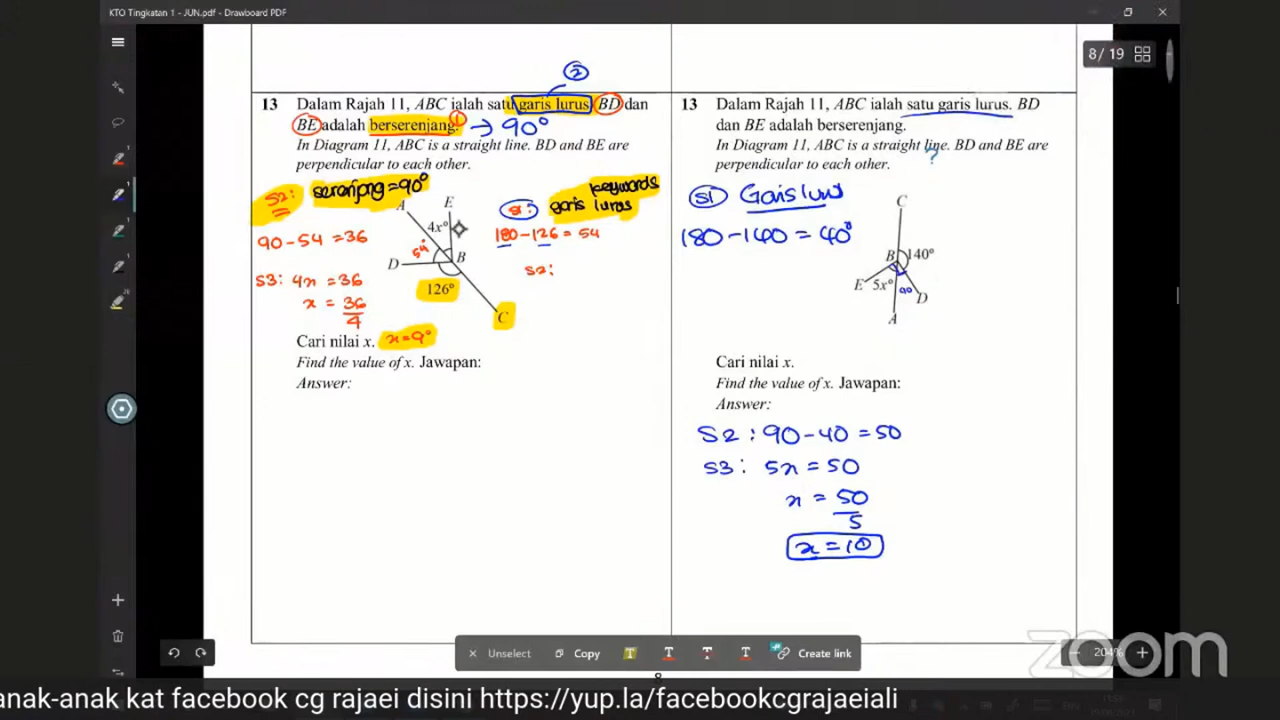 KTO Tingkatan 1 - JUN.pdf - Drawboard PDF
8 / 19
②
13 Dalam Rajah 11, ABC ialah satu garis lurus. BD dan
BE adalah berserenjang. ① → 90°
In Diagram 11, ABC is a straight line. BD and BE are
perpendicular to each other.
S2: seranjang = 90°
keywords
S1: garis lurus
90 - 54 = 36
180 - 126 = 54
S2:
S3: 4x = 36
x = 36
4
A
E
4x°
54°
D
B
126°
C
Cari nilai x. x = 9°
Find the value of x. Jawapan:
Answer:
13 Dalam Rajah 11, ABC ialah satu garis lurus. BD
dan BE adalah berserenjang.
In Diagram 11, ABC is a straight line. BD and BE are
perpendicular to each other.
?
S1 Garis lurus
180 - 140 = 40°
C
B 140°
E 5x° 90 D
A
Cari nilai x.
Find the value of x. Jawapan:
Answer:
S2 : 90 - 40 = 50
S3 : 5x = 50
x = 50
5
x = 10
× Unselect Copy T T T T Create link
204%
8
zoom
anak-anak kat facebook cg rajaei disini https://yup.la/facebookcgrajaeiali